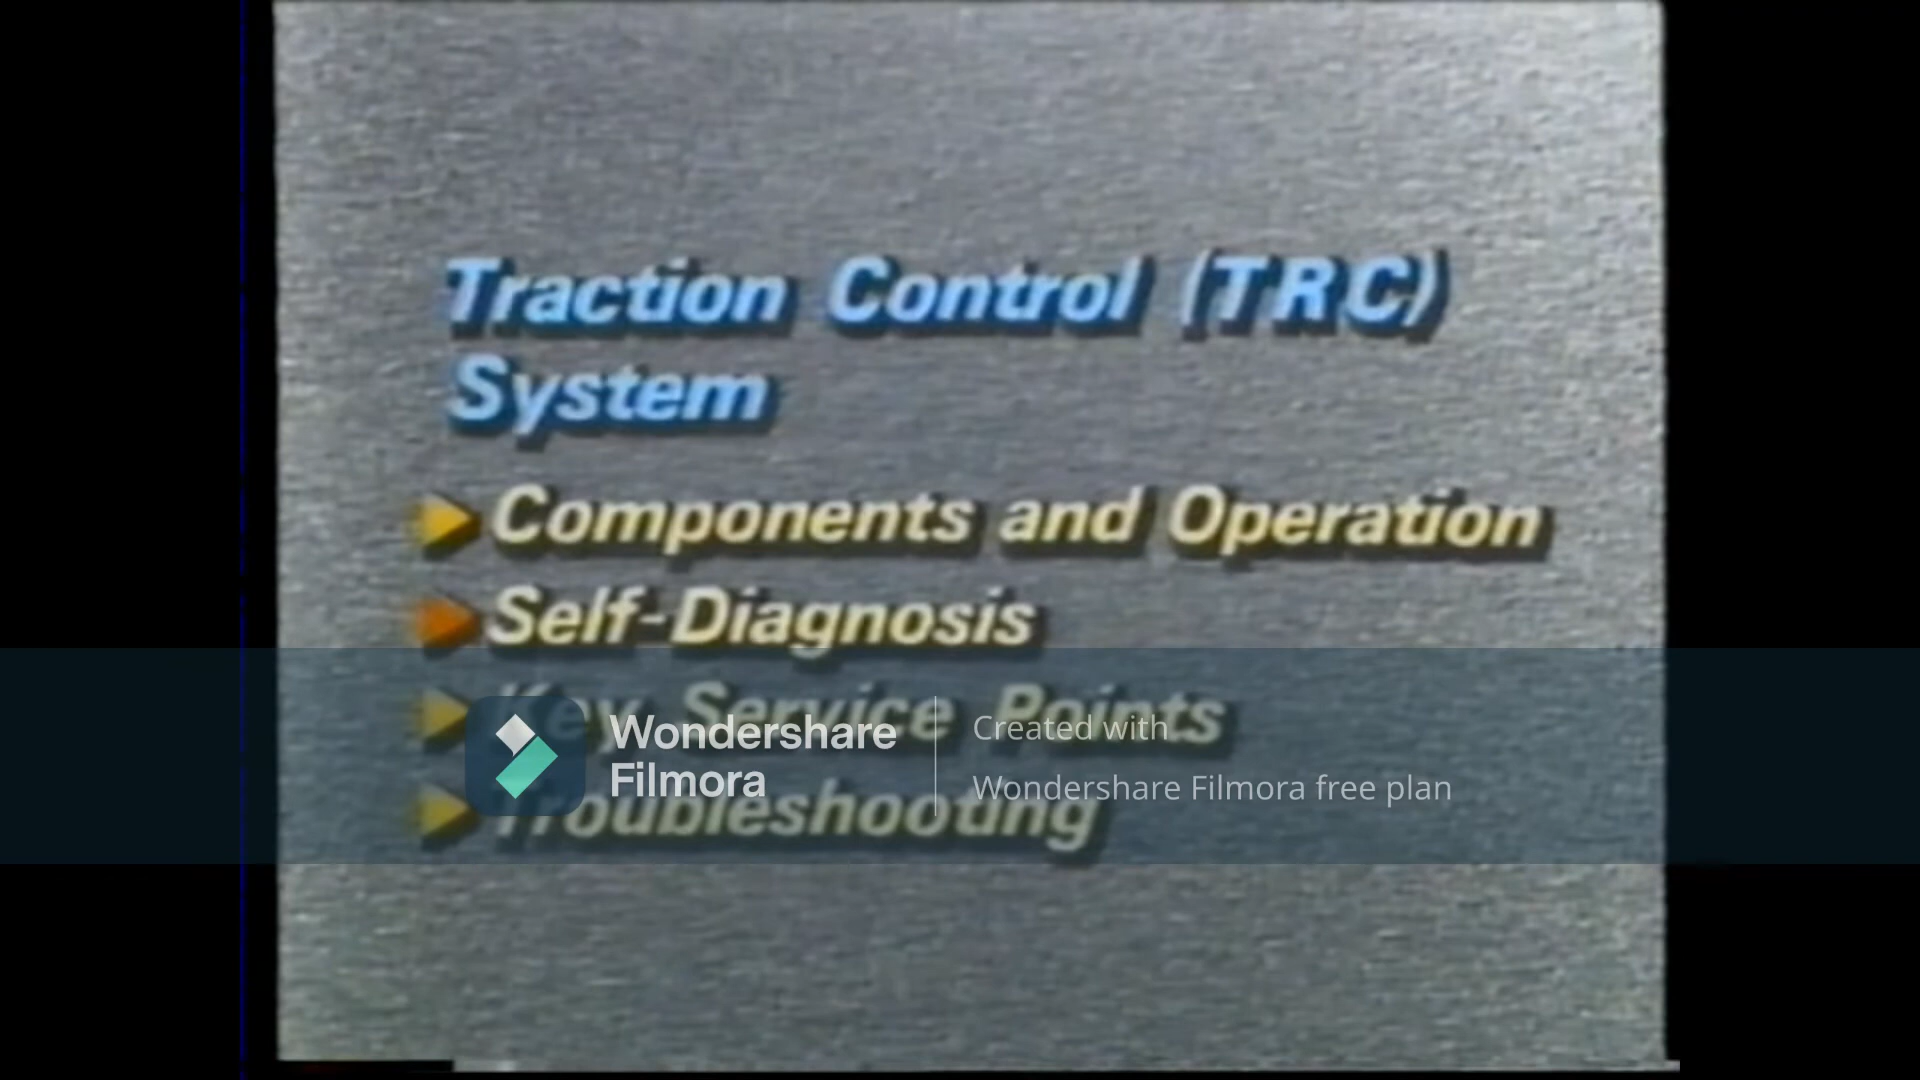 Traction Control (TRC)
System
Components and Operation
Self-Diagnosis
Key Service Points
Troubleshooting
Wondershare
Filmora
Created with
Wondershare Filmora free plan